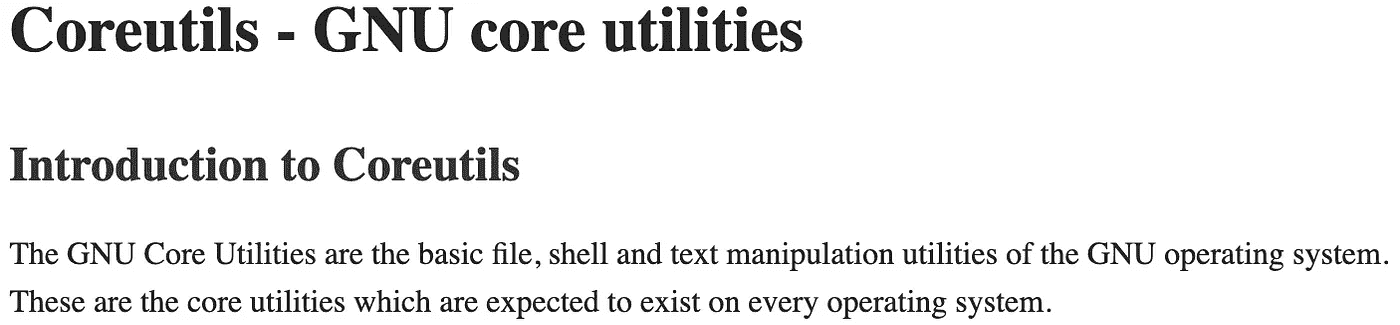 Coreutils - GNU core utilities
Introduction to Coreutils
The GNU Core Utilities are the basic file, shell and text manipulation utilities of the GNU operating system.
These are the core utilities which are expected to exist on every operating system.